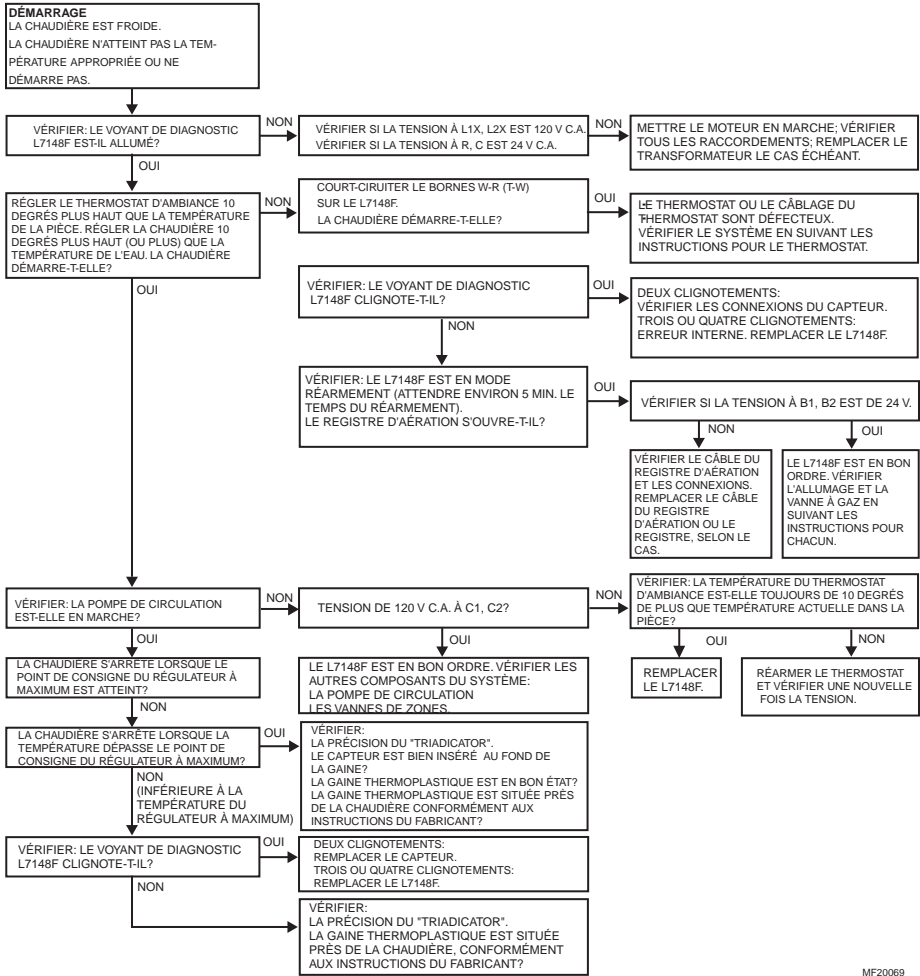 DÉMARRAGE
LA CHAUDIÈRE EST FROIDE.
LA CHAUDIÈRE N'ATTEINT PAS LA TEM-
PÉRATURE APPROPRIÉE OU NE
DÉMARRE PAS.
VÉRIFIER: LE VOYANT DE DIAGNOSTIC
L7148F EST-IL ALLUMÉ?
NON
VÉRIFIER SI LA TENSION À L1X, L2X EST 120 V C.A.
VÉRIFIER SI LA TENSION À R, C EST 24 V C.A.
NON
METTRE LE MOTEUR EN MARCHE; VÉRIFIER
TOUS LES RACCORDEMENTS; REMPLACER LE
TRANSFORMATEUR LE CAS ÉCHÉANT.
OUI
RÉGLER LE THERMOSTAT D'AMBIANCE 10
DEGRÉS PLUS HAUT QUE LA TEMPÉRATURE
DE LA PIÈCE. RÉGLER LA CHAUDIÈRE 10
DEGRÉS PLUS HAUT (OU PLUS) QUE LA
TEMPÉRATURE DE L'EAU. LA CHAUDIÈRE
DÉMARRE-T-ELLE?
NON
COURT-CIRUITER LE BORNES W-R (T-W)
SUR LE L7148F.
LA CHAUDIÈRE DÉMARRE-T-ELLE?
OUI
LE THERMOSTAT OU LE CÂBLAGE DU
THERMOSTAT SONT DÉFECTEUX.
VÉRIFIER LE SYSTÈME EN SUIVANT LES
INSTRUCTIONS POUR LE THERMOSTAT.
OUI
VÉRIFIER: LE VOYANT DE DIAGNOSTIC
L7148F CLIGNOTE-T-IL?
OUI
DEUX CLIGNOTEMENTS:
VÉRIFIER LES CONNEXIONS DU CAPTEUR.
TROIS OU QUATRE CLIGNOTEMENTS:
ERREUR INTERNE. REMPLACER LE L7148F.
NON
VÉRIFIER: LE L7148F EST EN MODE
RÉARMEMENT (ATTENDRE ENVIRON 5 MIN. LE
TEMPS DU RÉARMEMENT).
LE REGISTRE D'AÉRATION S'OUVRE-T-IL?
OUI
VÉRIFIER SI LA TENSION À B1, B2 EST DE 24 V.
NON
OUI
VÉRIFIER LE CÂBLE DU
REGISTRE D'AÉRATION
ET LES CONNEXIONS.
REMPLACER LE CÂBLE
DU REGISTRE
D'AÉRATION OU LE
REGISTRE, SELON LE
CAS.
LE L7148F EST EN BON
ORDRE. VÉRIFIER
L'ALLUMAGE ET LA
VANNE À GAZ EN
SUIVANT LES
INSTRUCTIONS POUR
CHACUN.
VÉRIFIER: LA POMPE DE CIRCULATION
EST-ELLE EN MARCHE?
NON
TENSION DE 120 V C.A. À C1, C2?
NON
VÉRIFIER: LA TEMPÉRATURE DU THERMOSTAT
D'AMBIANCE EST-ELLE TOUJOURS DE 10 DEGRÉS
DE PLUS QUE TEMPÉRATURE ACTUELLE DANS LA
PIÈCE?
OUI
OUI
OUI
NON
LA CHAUDIÈRE S'ARRÊTE LORSQUE LE
POINT DE CONSIGNE DU RÉGULATEUR À
MAXIMUM EST ATTEINT?
LE L7148F EST EN BON ORDRE. VÉRIFIER LES
AUTRES COMPOSANTS DU SYSTÈME:
LA POMPE DE CIRCULATION
LES VANNES DE ZONES.
REMPLACER
LE L7148F.
RÉARMER LE THERMOSTAT
ET VÉRIFIER UNE NOUVELLE
FOIS LA TENSION.
NON
LA CHAUDIÈRE S'ARRÊTE LORSQUE LA
TEMPÉRATURE DÉPASSE LE POINT DE
CONSIGNE DU RÉGULATEUR À MAXIMUM?
OUI
VÉRIFIER:
LA PRÉCISION DU "TRIADICATOR".
LE CAPTEUR EST BIEN INSÉRÉ AU FOND DE
LA GAINE?
LA GAINE THERMOPLASTIQUE EST EN BON ÉTAT?
LA GAINE THERMOPLASTIQUE EST SITUÉE PRÈS
DE LA CHAUDIÈRE CONFORMÉMENT AUX
INSTRUCTIONS DU FABRICANT?
NON
(INFÉRIEURE À LA
TEMPÉRATURE DU
RÉGULATEUR À MAXIMUM)
VÉRIFIER: LE VOYANT DE DIAGNOSTIC
L7148F CLIGNOTE-T-IL?
OUI
DEUX CLIGNOTEMENTS:
REMPLACER LE CAPTEUR.
TROIS OU QUATRE CLIGNOTEMENTS:
REMPLACER LE L7148F.
NON
VÉRIFIER:
LA PRÉCISION DU "TRIADICATOR".
LA GAINE THERMOPLASTIQUE EST SITUÉE
PRÈS DE LA CHAUDIÈRE, CONFORMÉMENT
AUX INSTRUCTIONS DU FABRICANT?
MF20069